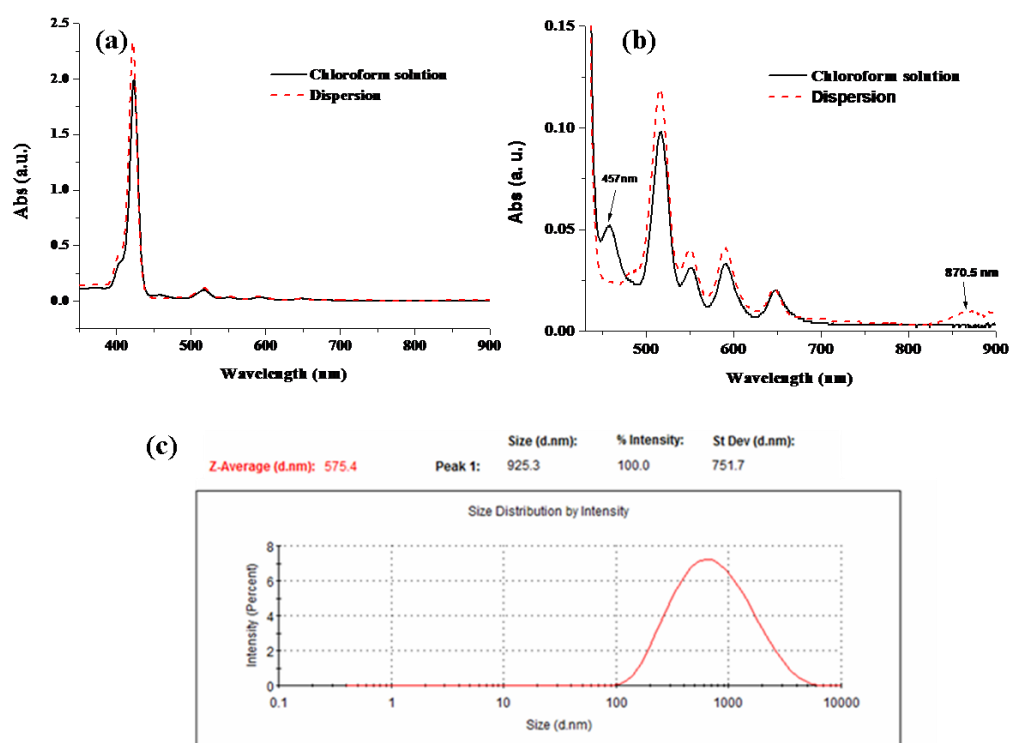 (a)
2.5
2.0
1.5
1.0
0.5
0.0
Abs (a.u.)
Chloroform solution
Dispersion
400 500 600 700 800 900
Wavelength (nm)
(b)
0.15
0.10
0.05
0.00
Abs (a. u.)
Chloroform solution
Dispersion
457nm
870.5 nm
500 600 700 800 900
Wavelength (nm)
(c)
Size (d.nm): % Intensity: St Dev (d.nm):
Z-Average (d.nm): 575.4 Peak 1: 925.3 100.0 751.7
Size Distribution by Intensity
8
6
4
2
0
Intensity (Percent)
0.1 1 10 100 1000 10000
Size (d.nm)